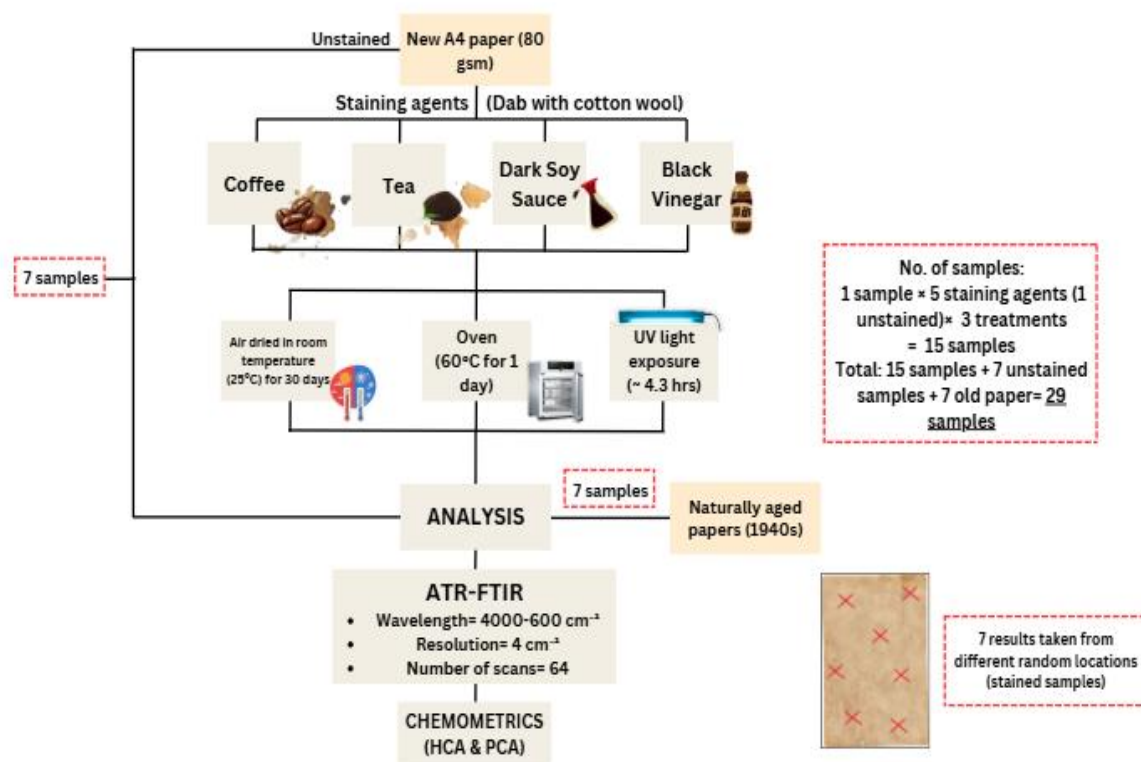 Unstained
New A4 paper (80
gsm)
Staining agents
(Dab with cotton wool)
Coffee
Tea
Dark Soy
Sauce
Black
Vinegar
7 samples
No. of samples:
1 sample × 5 staining agents (1
unstained)× 3 treatments
= 15 samples
Total: 15 samples + 7 unstained
samples + 7 old paper= 29
samples
Air dried in room
temperature
(25°C) for 30 days
Oven
(60°C for 1
day)
UV light
exposure
(~ 4.3 hrs)
7 samples
ANALYSIS
Naturally aged
papers (1940s)
ATR-FTIR
• Wavelength= 4000-600 cm⁻¹
• Resolution= 4 cm⁻¹
• Number of scans= 64
7 results taken from
different random locations
(stained samples)
CHEMOMETRICS
(HCA & PCA)